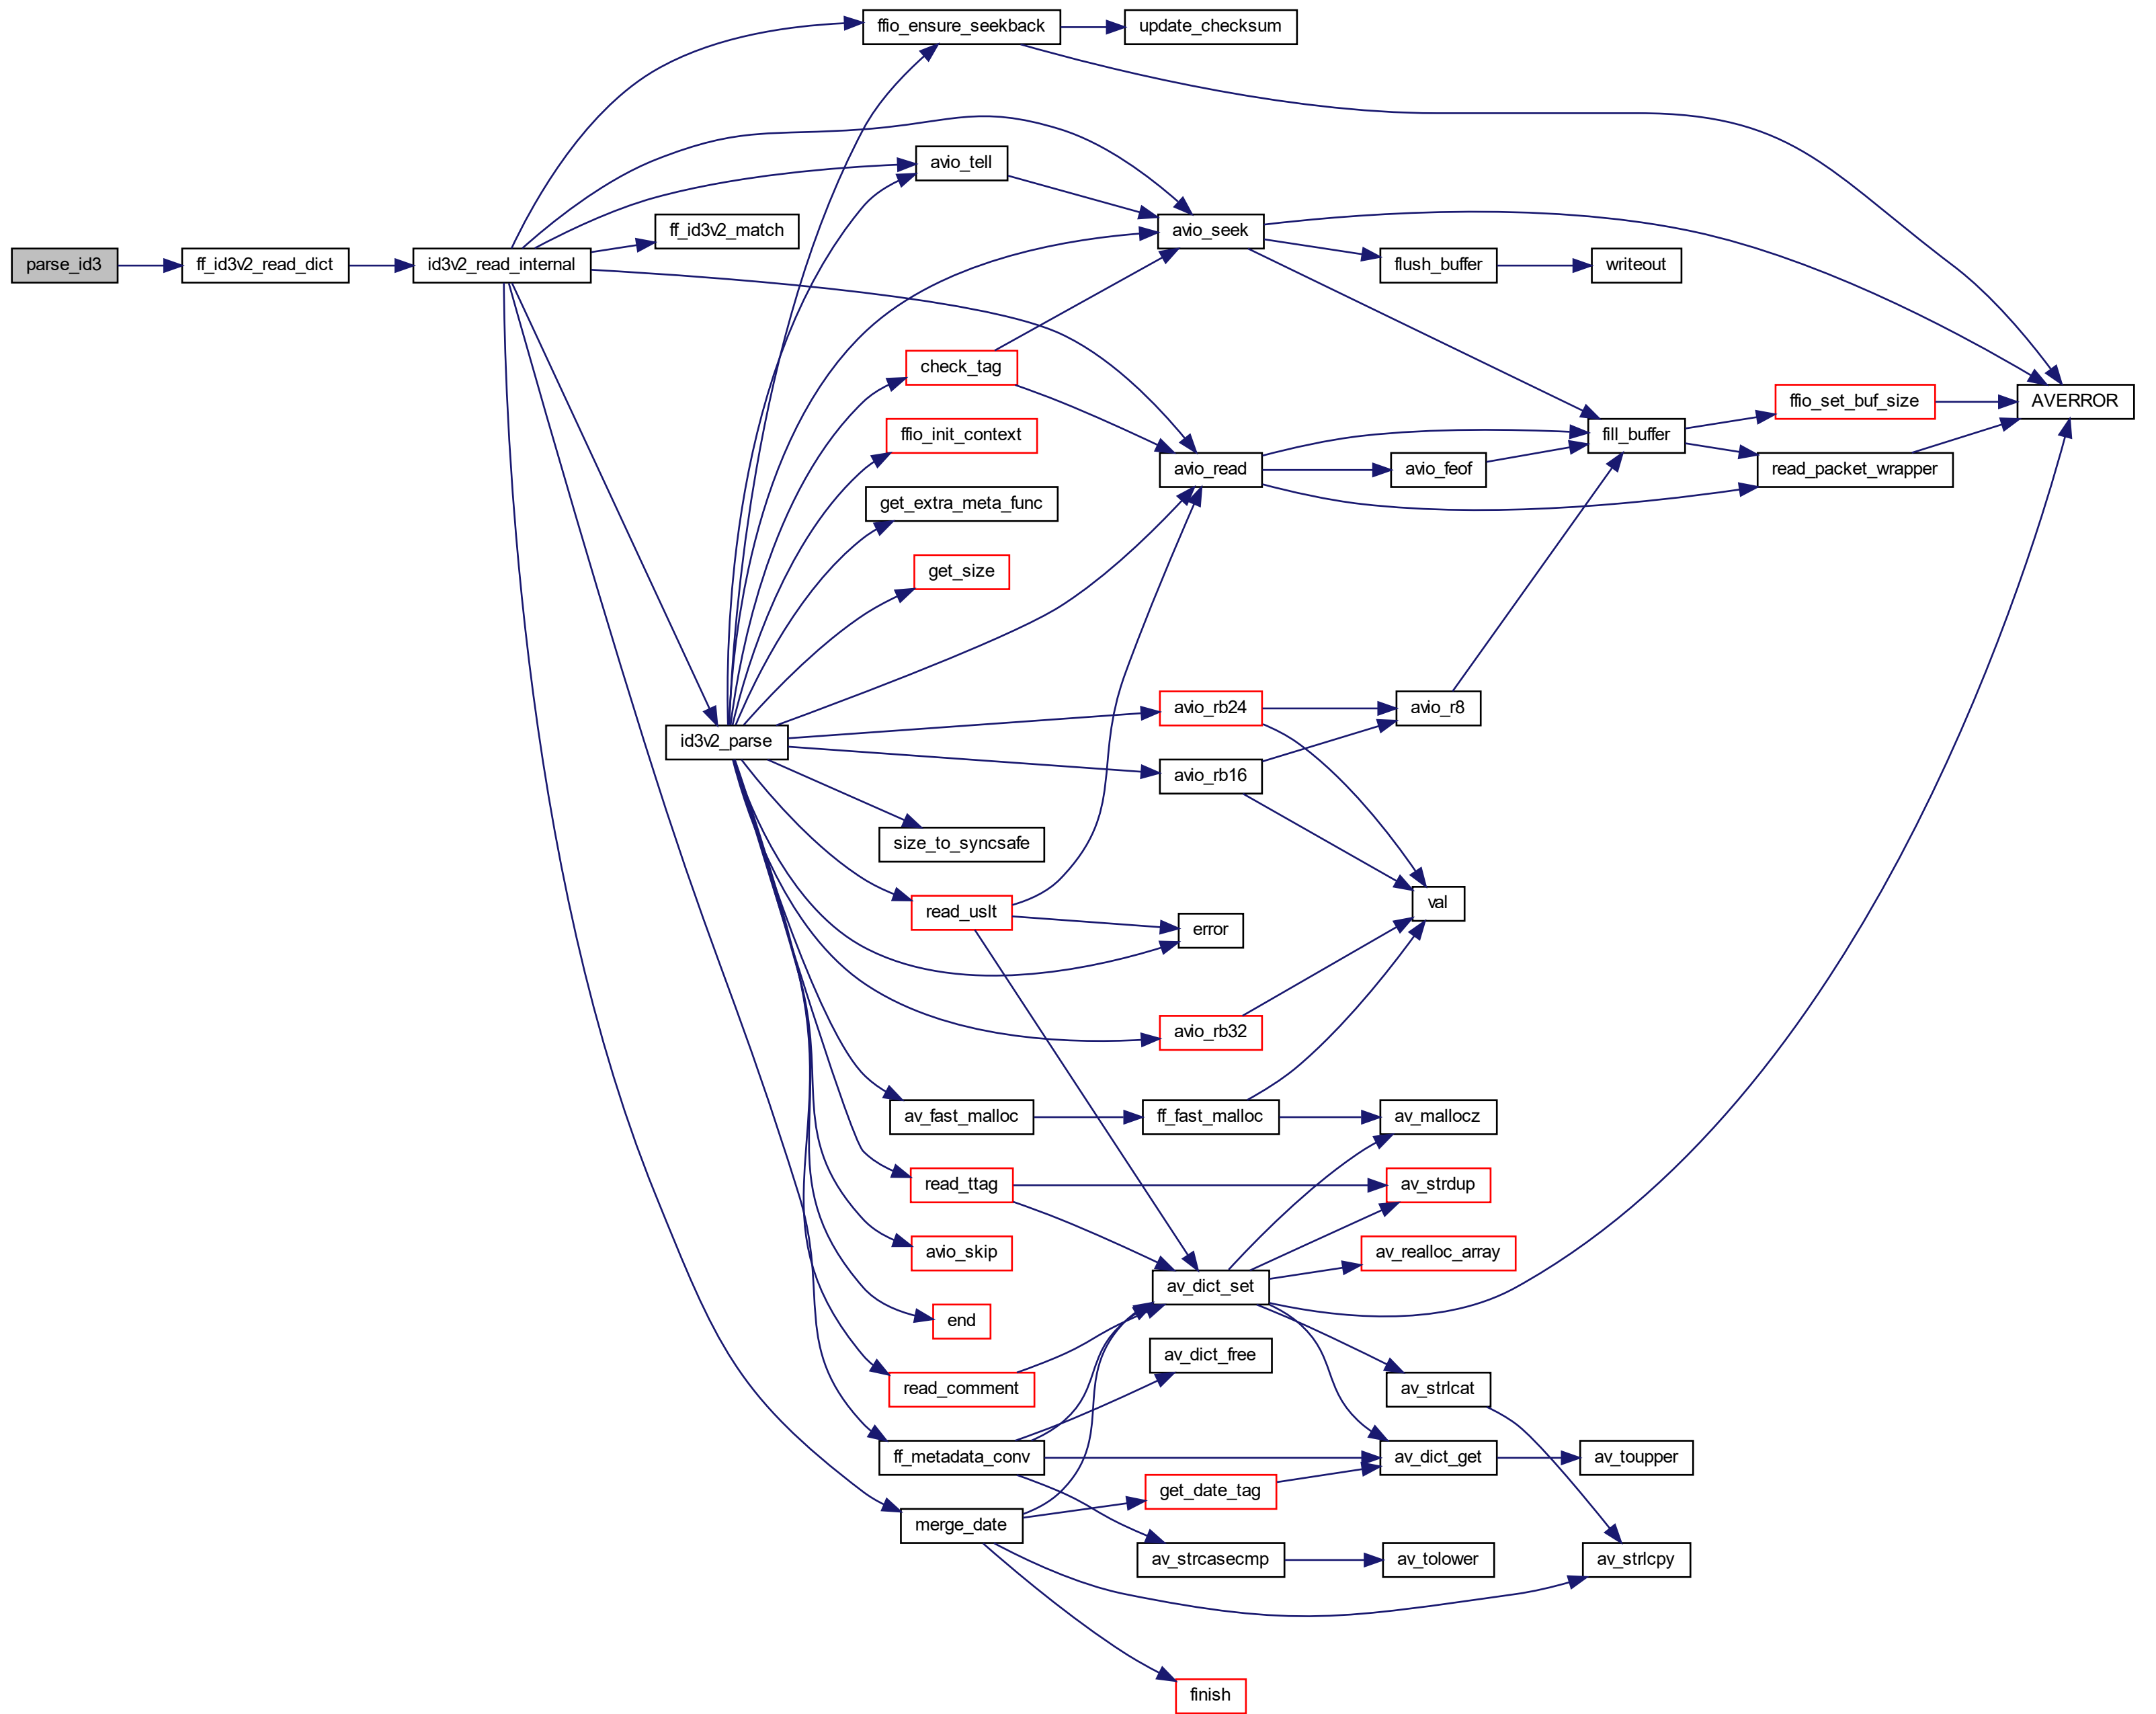 ffio_ensure_seekback
update_checksum
avio_tell
ff_id3v2_match
avio_seek
parse_id3
ff_id3v2_read_dict
id3v2_read_internal
flush_buffer
writeout
check_tag
ffio_set_buf_size
AVERROR
ffio_init_context
fill_buffer
avio_read
avio_feof
read_packet_wrapper
get_extra_meta_func
get_size
avio_rb24
avio_r8
id3v2_parse
avio_rb16
size_to_syncsafe
val
read_uslt
error
avio_rb32
av_fast_malloc
ff_fast_malloc
av_mallocz
read_ttag
av_strdup
avio_skip
av_realloc_array
av_dict_set
end
av_dict_free
read_comment
av_strlcat
ff_metadata_conv
av_dict_get
av_toupper
get_date_tag
merge_date
av_strcasecmp
av_tolower
av_strlcpy
finish